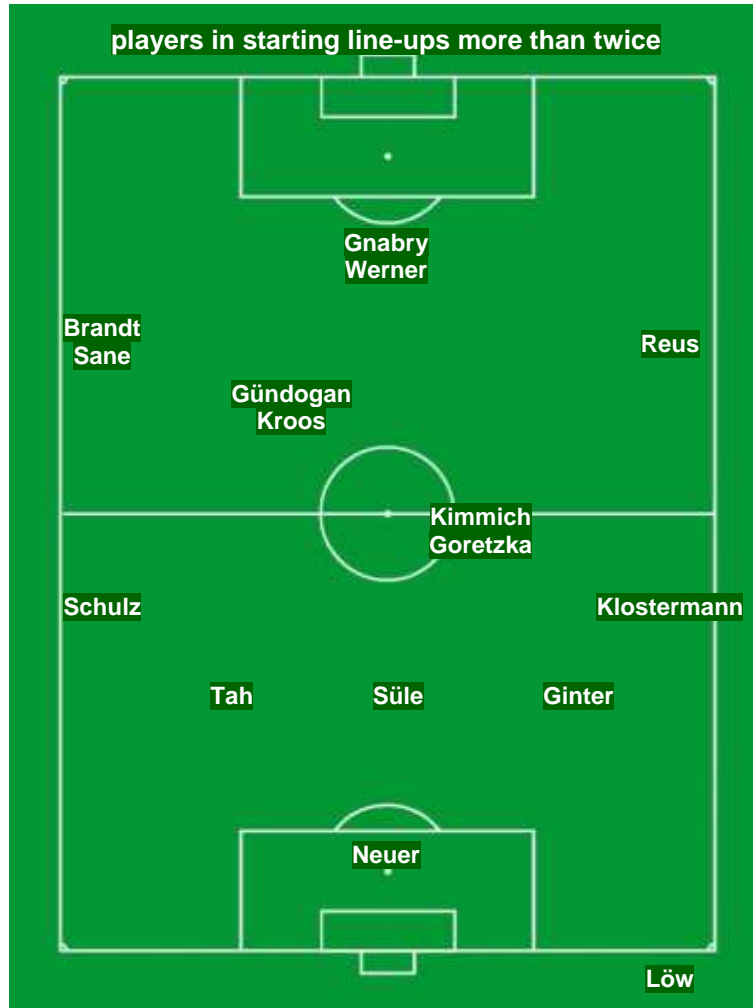 players in starting line-ups more than twice
Gnabry
Werner
Brandt
Sane
Reus
Gündogan
Kroos
Kimmich
Goretzka
Schulz
Klostermann
Tah
Süle
Ginter
Neuer
Löw